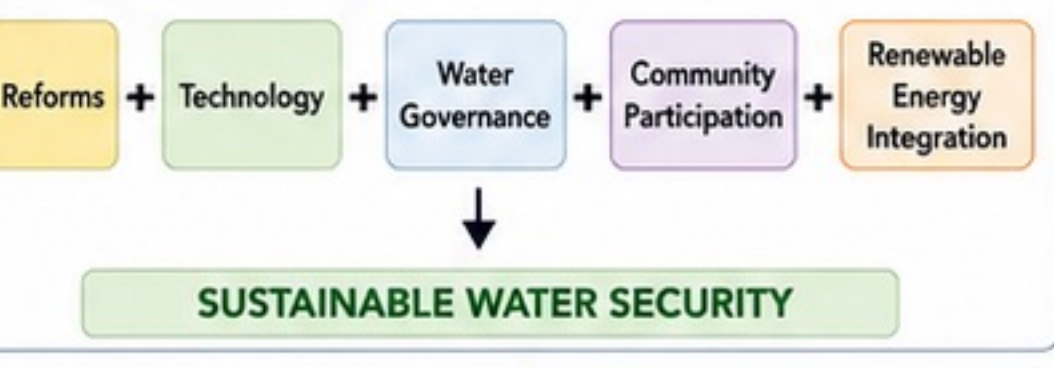 Reforms + Technology + Water Governance + Community Participation + Renewable Energy Integration
SUSTAINABLE WATER SECURITY